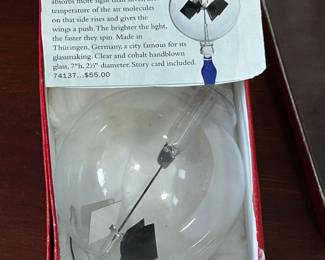 absorbs more light than silver, the
temperature of the air molecules
on that side rises and gives the
wings a push. The brighter the light,
the faster they spin. Made in
Thüringen, Germany, a city famous for its
glassmaking. Clear and cobalt handblown
glass, 7"h, 2½" diameter. Story card included.
74137...$55.00